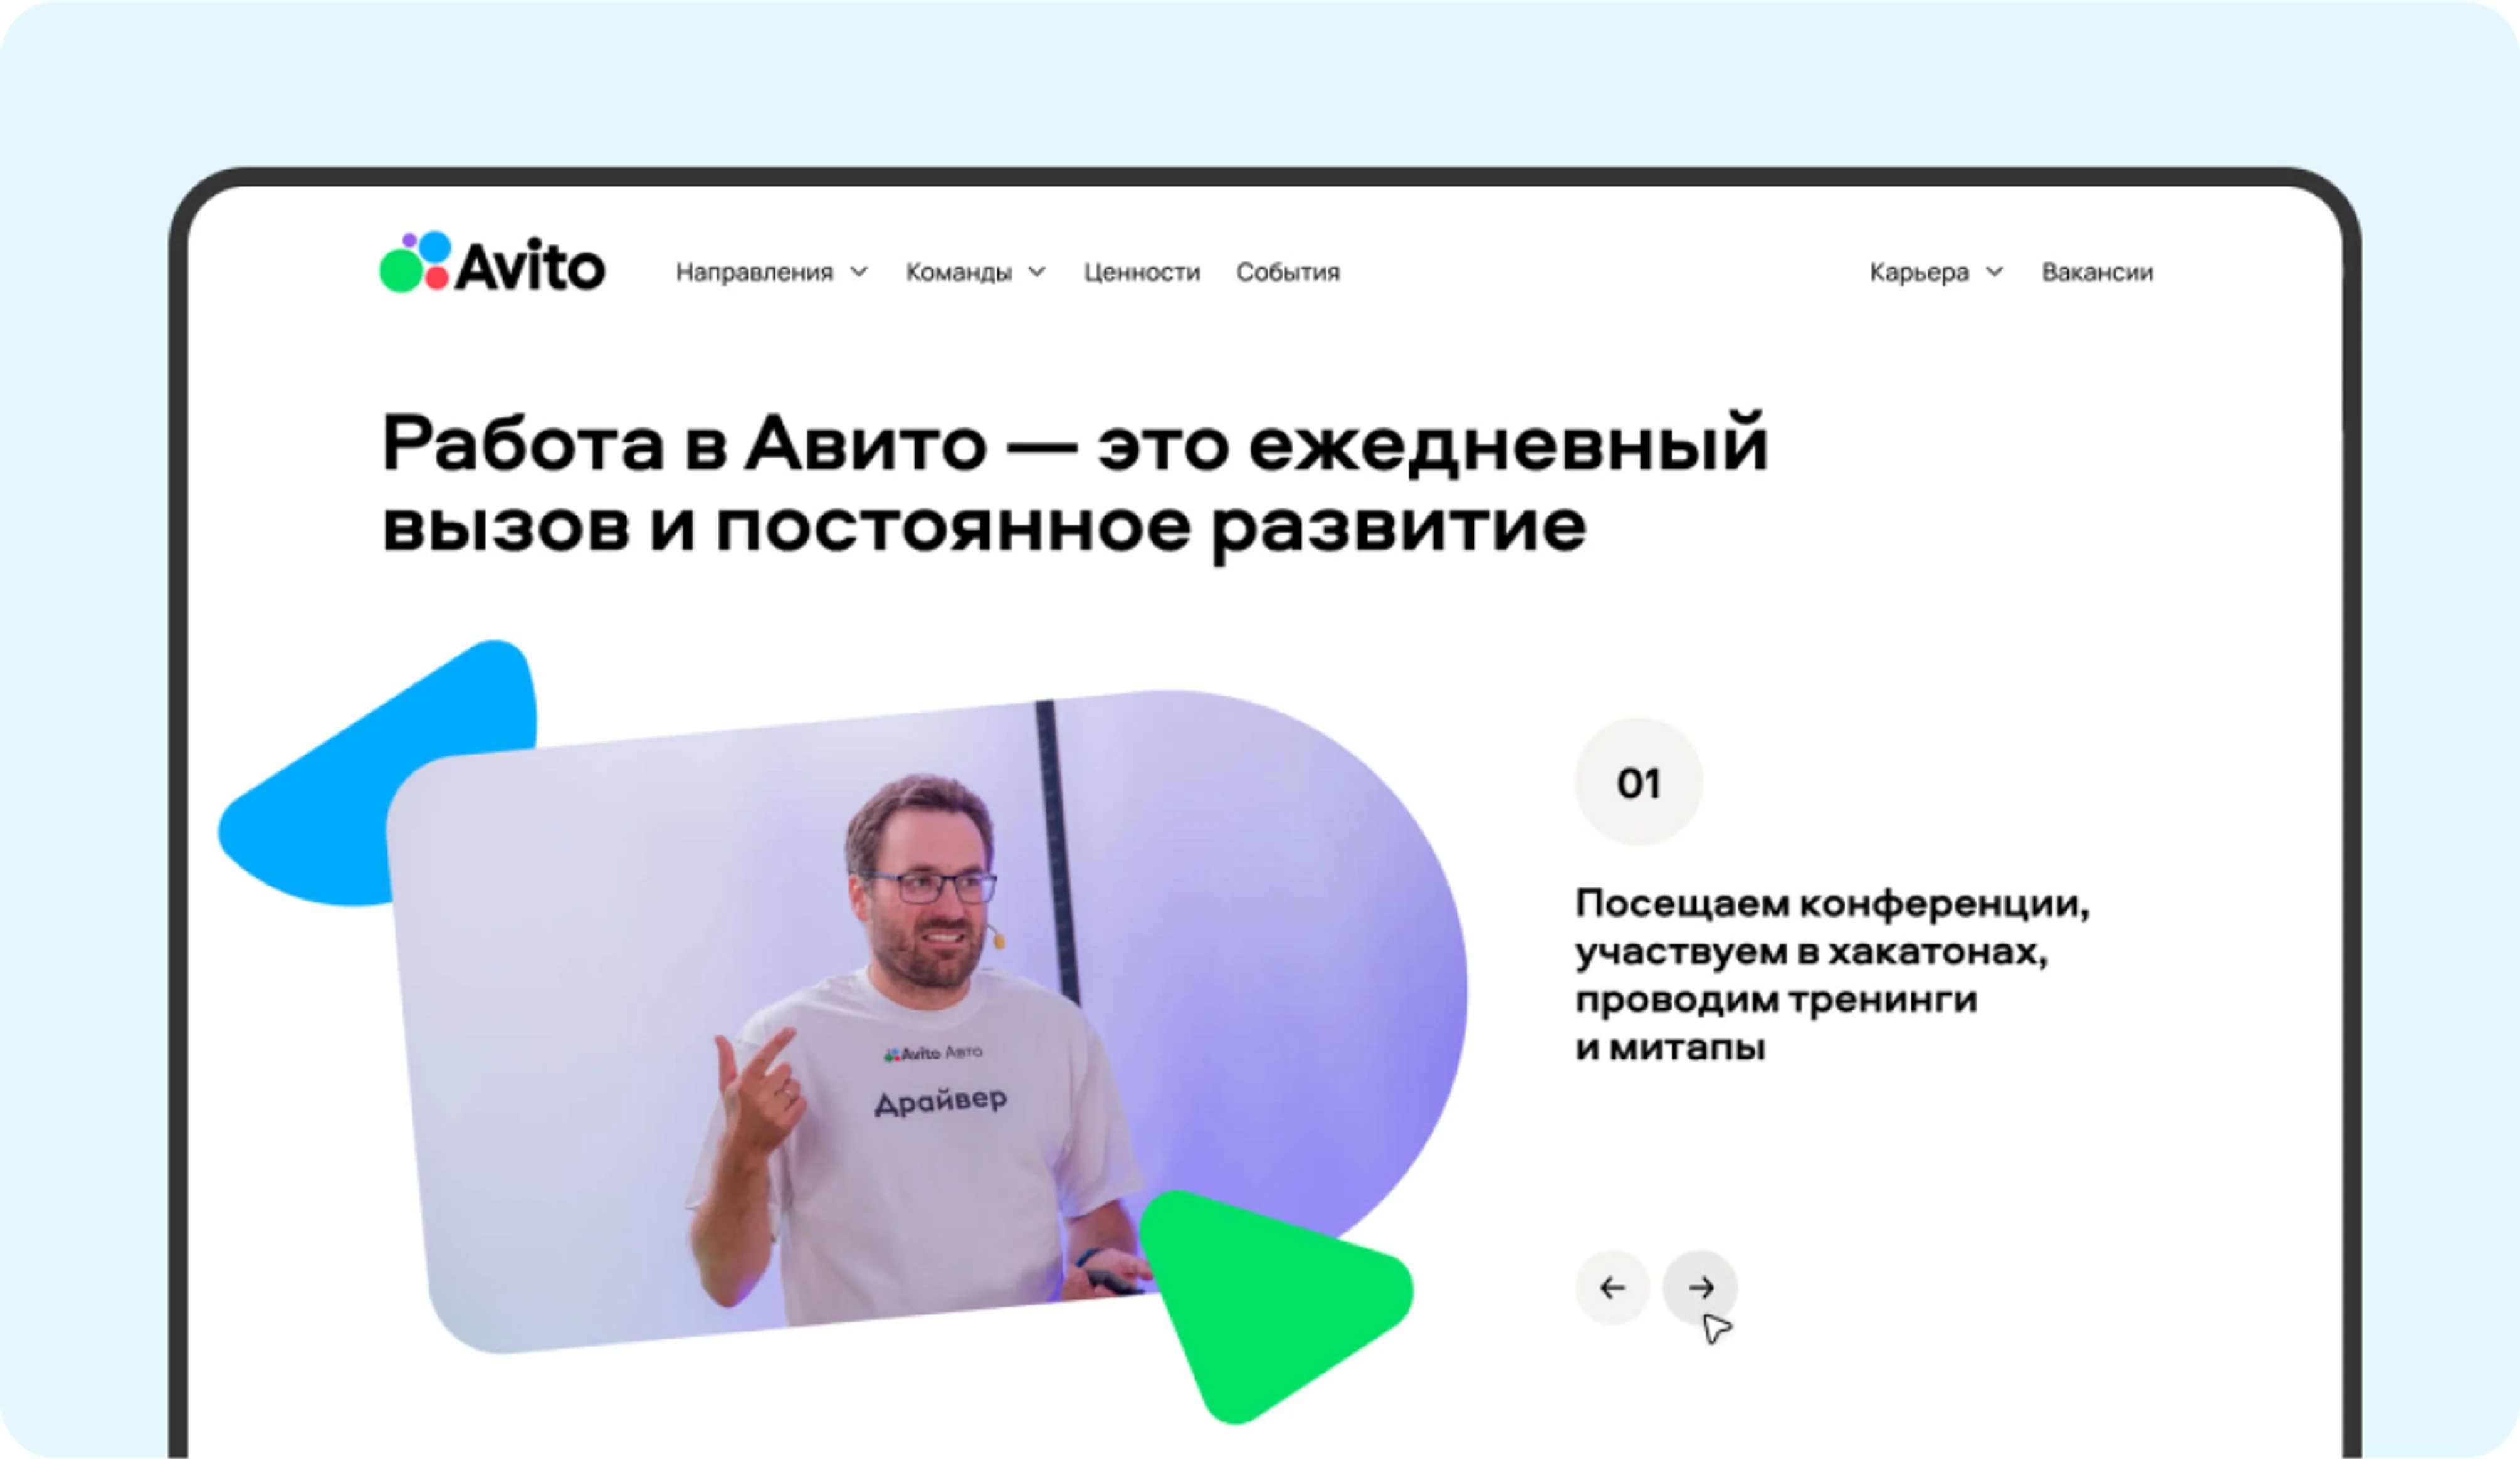 Avito
Направления
Команды
Ценности
События
Карьера
Вакансии
Работа в Авито — это ежедневный
вызов и постоянное развитие
Avito Авто
Драйвер
01
Посещаем конференции,
участвуем в хакатонах,
проводим тренинги
и митапы